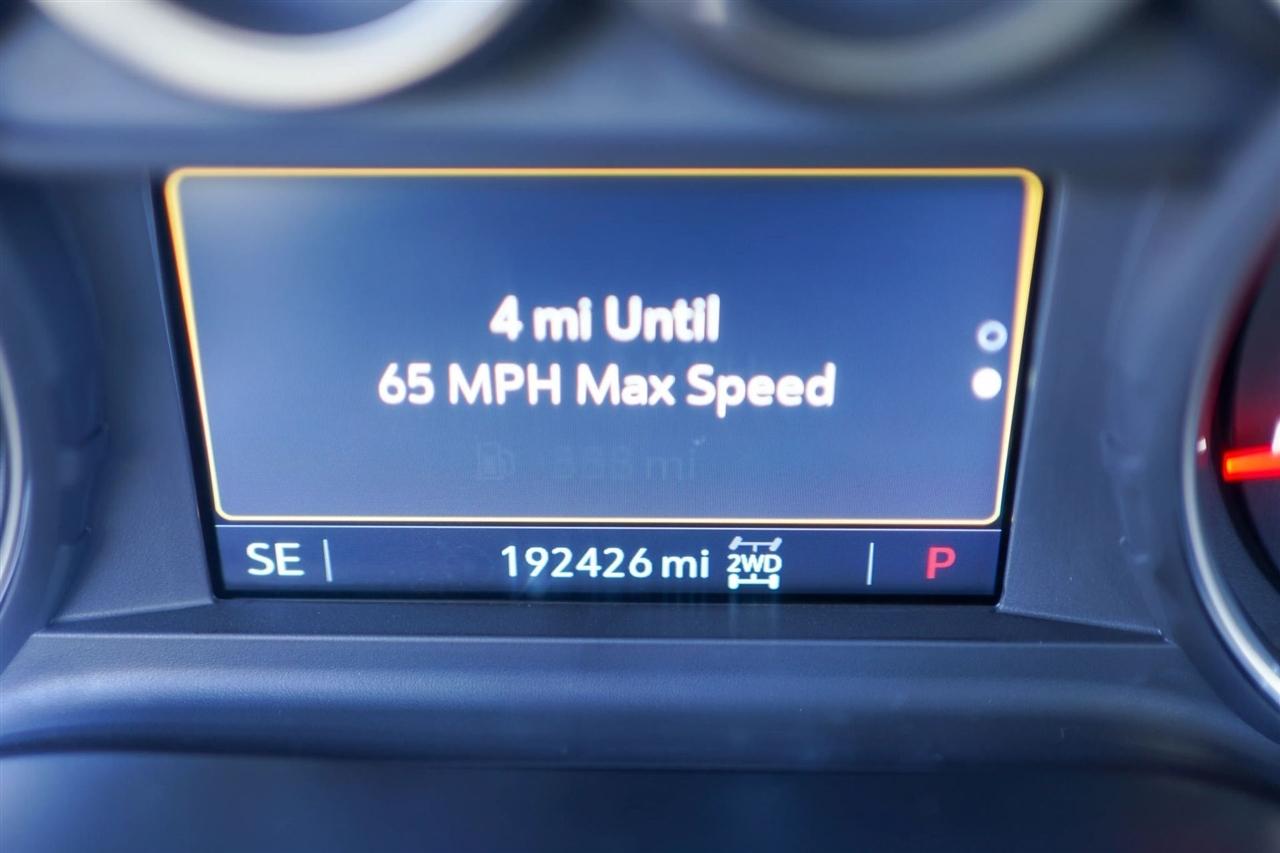 4 mi Until
65 MPH Max Speed
SE 192426 mi 2WD P